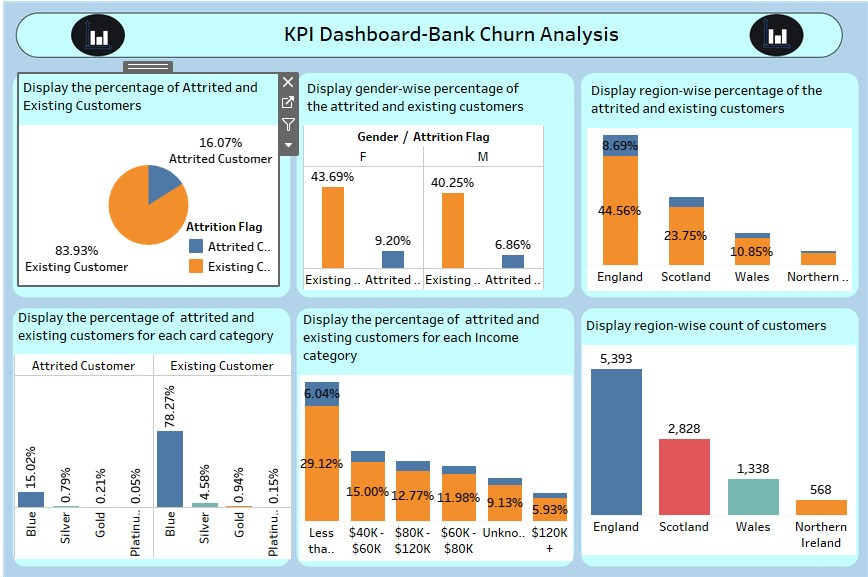 KPI Dashboard-Bank Churn Analysis
Display the percentage of Attrited and
Existing Customers
16.07%
Attrited Customer
83.93%
Existing Customer
Attrition Flag
Attrited C..
Existing C..
Display gender-wise percentage of
the attrited and existing customers
Gender / Attrition Flag
F M
43.69%
9.20%
40.25%
6.86%
Existing .. Attrited .. Existing .. Attrited ..
Display region-wise percentage of the
attrited and existing customers
8.69%
44.56%
23.75%
10.85%
England Scotland Wales Northern ..
Display the percentage of attrited and
existing customers for each card category
Attrited Customer Existing Customer
15.02%
0.79%
0.21%
0.05%
78.27%
4.58%
0.94%
0.15%
Blue
Silver
Gold
Platinu..
Blue
Silver
Gold
Platinu..
Display the percentage of attrited and
existing customers for each Income
category
6.04%
29.12%
15.00%
12.77%
11.98%
9.13%
5.93%
Less $40K - $80K - $60K - Unkno.. $120K
tha.. $60K $120K $80K +
Display region-wise count of customers
5,393
2,828
1,338
568
England Scotland Wales Northern
Ireland